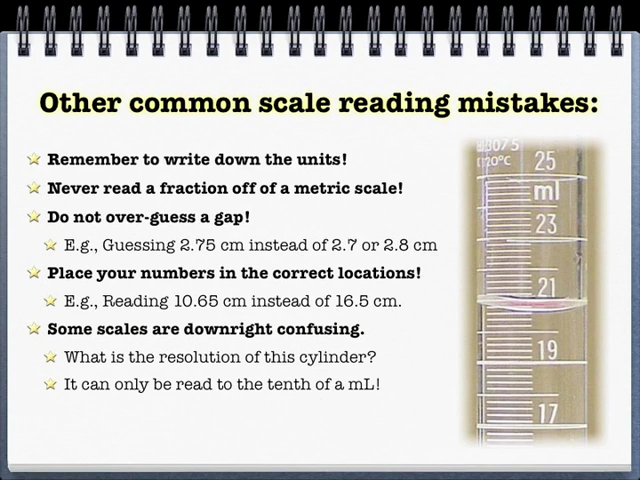 Other common scale reading mistakes:
Remember to write down the units!
Never read a fraction off of a metric scale!
Do not over-guess a gap!
E.g., Guessing 2.75 cm instead of 2.7 or 2.8 cm
Place your numbers in the correct locations!
E.g., Reading 10.65 cm instead of 16.5 cm.
Some scales are downright confusing.
What is the resolution of this cylinder?
It can only be read to the tenth of a mL!
20°C
25
ml
23
21
19
17